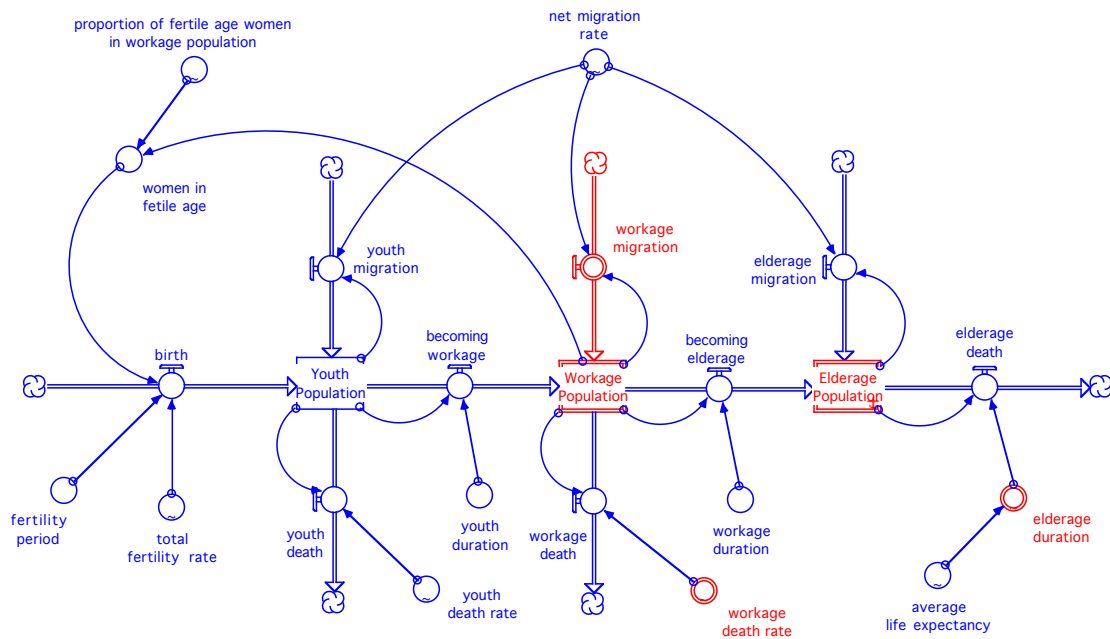 proportion of fertile age women
in workage population
net migration
rate
women in
fetile age
youth
migration
workage
migration
elderage
migration
birth
Youth
Population
becoming
workage
Workage
Population
becoming
elderage
Elderage
Population
elderage
death
fertility
period
total
fertility rate
youth
death
youth
duration
workage
death
workage
duration
elderage
duration
youth
death rate
workage
death rate
average
life expectancy